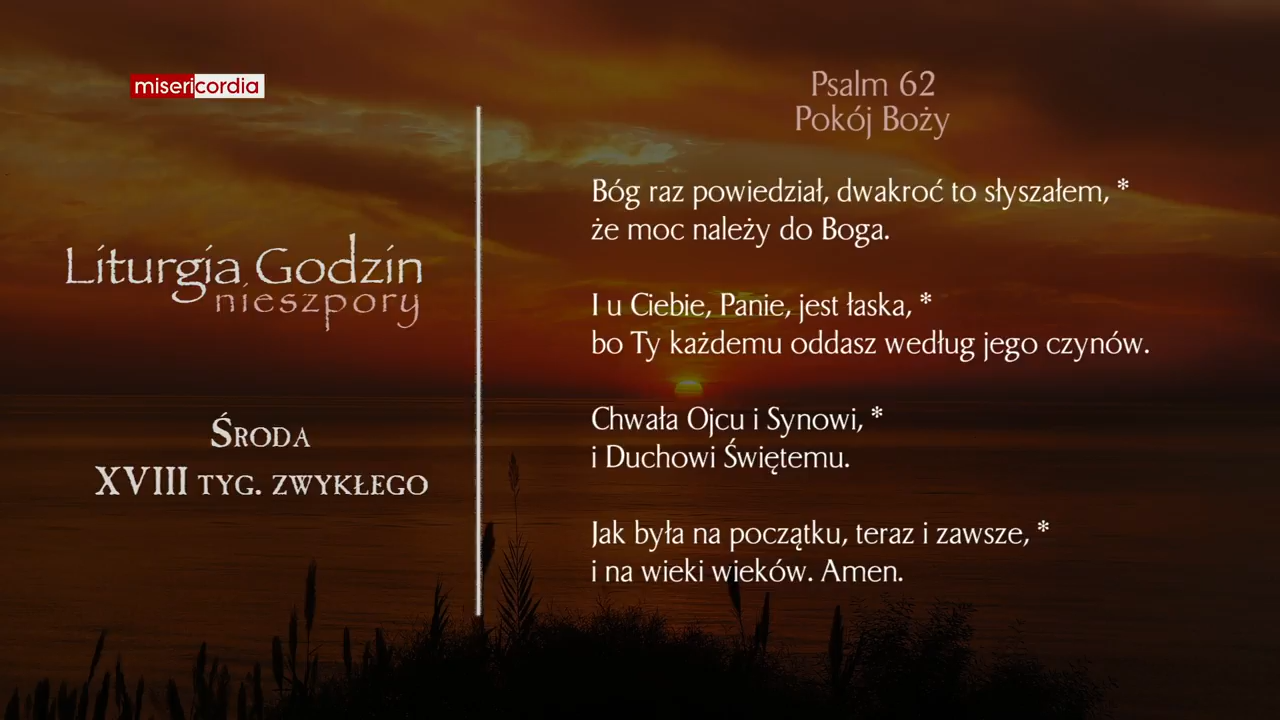 misericordia
Liturgia Godzin
nieszpory
Środa
XVIII tyg. zwykłego
Psalm 62
Pokój Boży
Bóg raz powiedział, dwakroć to słyszałem, *
że moc należy do Boga.
I u Ciebie, Panie, jest łaska, *
bo Ty każdemu oddasz według jego czynów.
Chwała Ojcu i Synowi, *
i Duchowi Świętemu.
Jak była na początku, teraz i zawsze, *
i na wieki wieków. Amen.